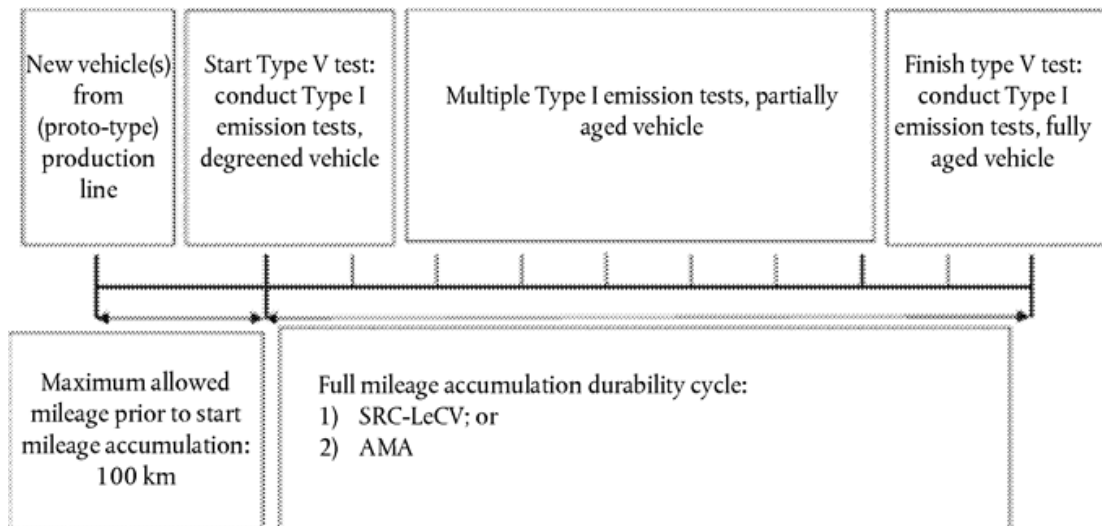 New vehicle(s)
from
(proto-type)
production
line
Start Type V test:
conduct Type I
emission tests,
degreened vehicle
Multiple Type I emission tests, partially
aged vehicle
Finish type V test:
conduct Type I
emission tests, fully
aged vehicle
Maximum allowed
mileage prior to start
mileage accumulation:
100 km
Full mileage accumulation durability cycle:
1) SRC-LeCV; or
2) AMA